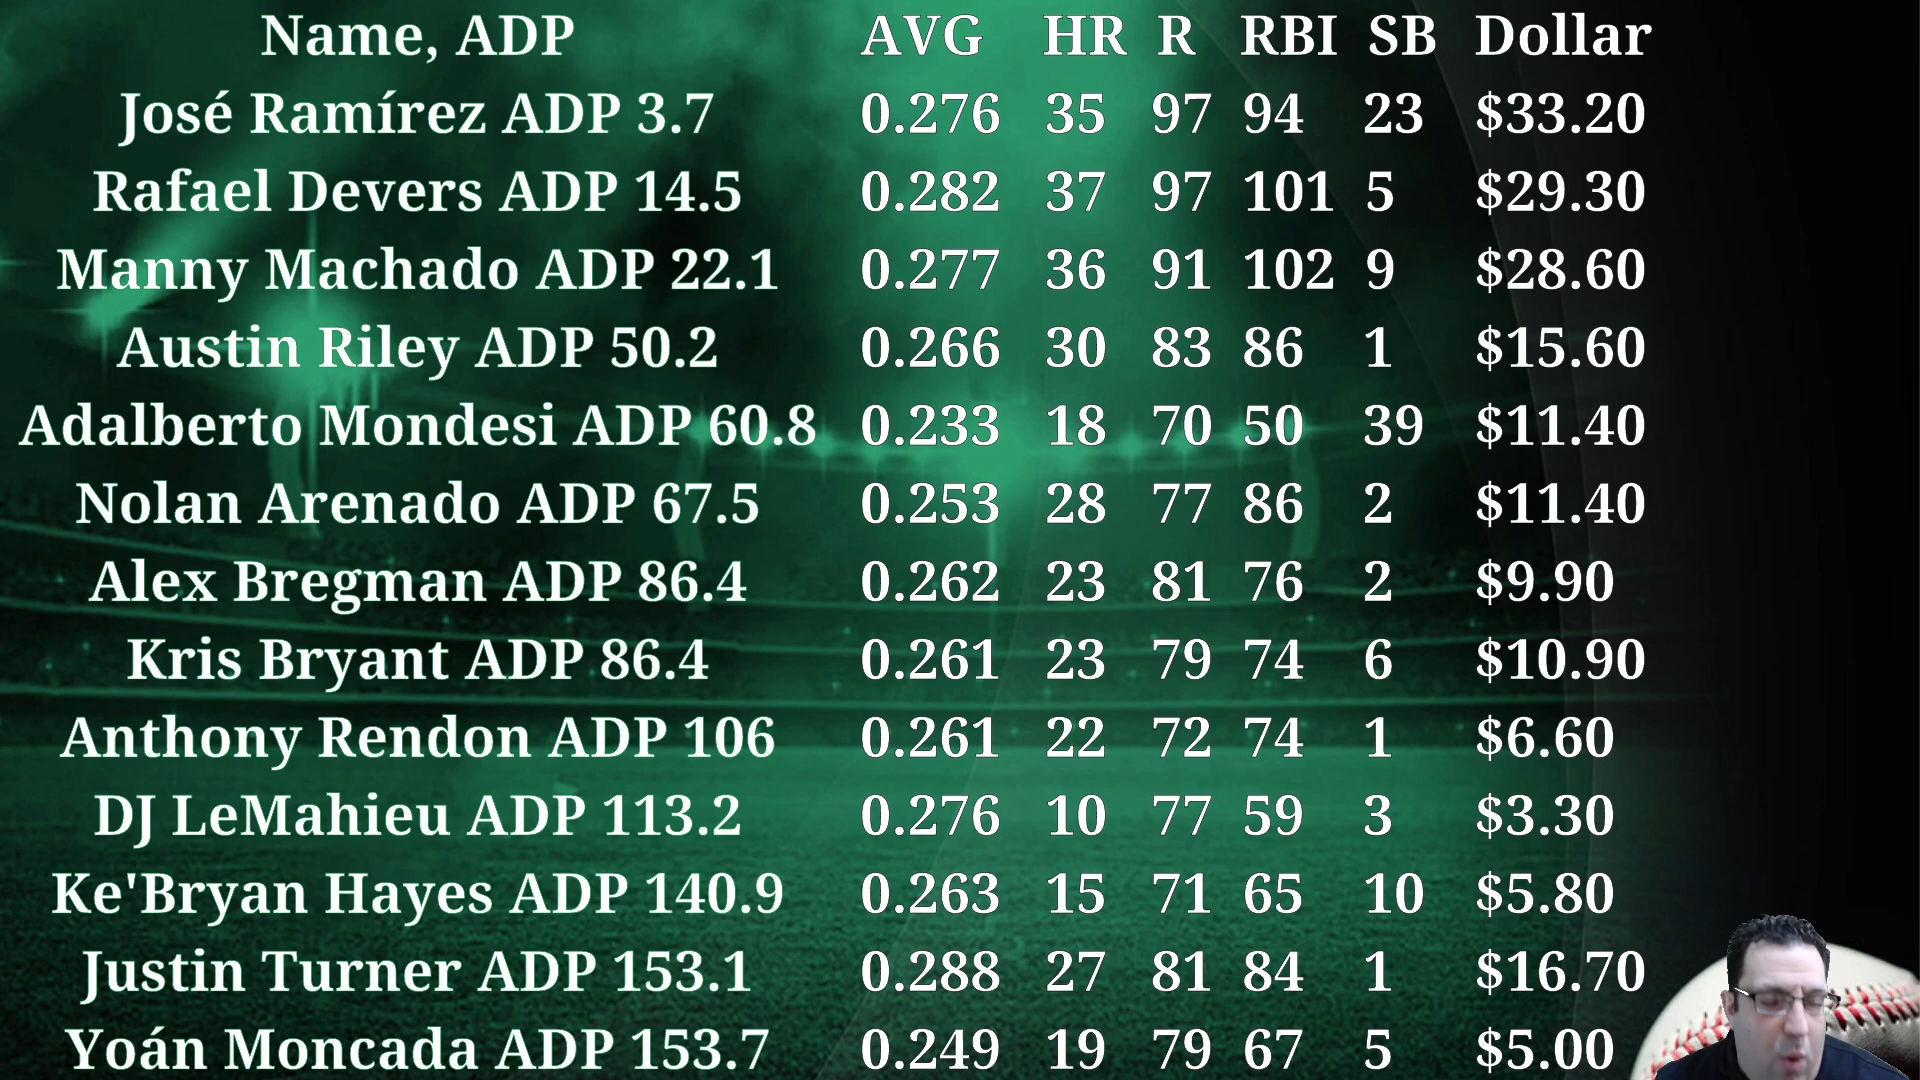 Name, ADP AVG HR R RBI SB Dollar
José Ramírez ADP 3.7 0.276 35 97 94 23 $33.20
Rafael Devers ADP 14.5 0.282 37 97 101 5 $29.30
Manny Machado ADP 22.1 0.277 36 91 102 9 $28.60
Austin Riley ADP 50.2 0.266 30 83 86 1 $15.60
Adalberto Mondesi ADP 60.8 0.233 18 70 50 39 $11.40
Nolan Arenado ADP 67.5 0.253 28 77 86 2 $11.40
Alex Bregman ADP 86.4 0.262 23 81 76 2 $9.90
Kris Bryant ADP 86.4 0.261 23 79 74 6 $10.90
Anthony Rendon ADP 106 0.261 22 72 74 1 $6.60
DJ LeMahieu ADP 113.2 0.276 10 77 59 3 $3.30
Ke'Bryan Hayes ADP 140.9 0.263 15 71 65 10 $5.80
Justin Turner ADP 153.1 0.288 27 81 84 1 $16.70
Yoán Moncada ADP 153.7 0.249 19 79 67 5 $5.00